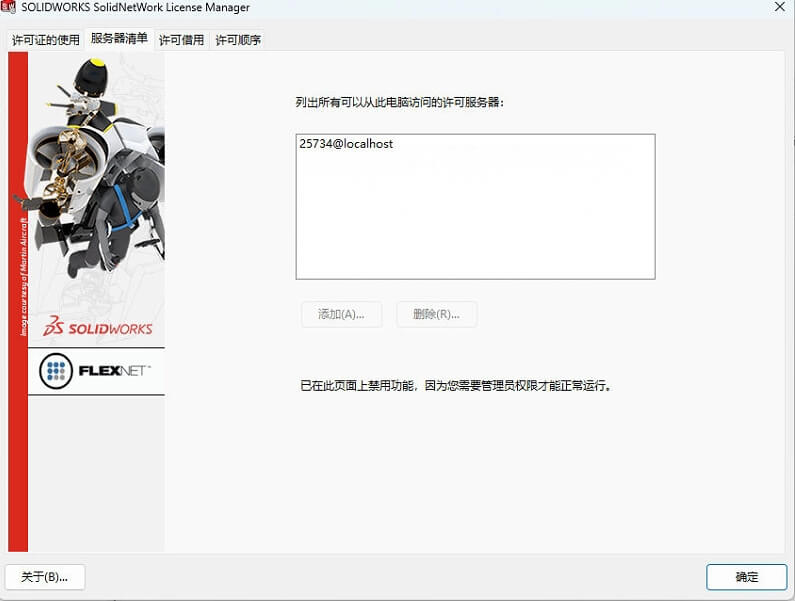 SOLIDWORKS SolidNetWork License Manager
许可证的使用 服务器清单 许可借用 许可顺序
列出所有可以从此电脑访问的许可服务器：
25734@localhost
添加(A)... 删除(R)...
已在此页面上禁用功能，因为您需要管理员权限才能正常运行。
Image courtesy of Martin Aircraft
SOLIDWORKS
FLEXNET
关于(B)...
确定